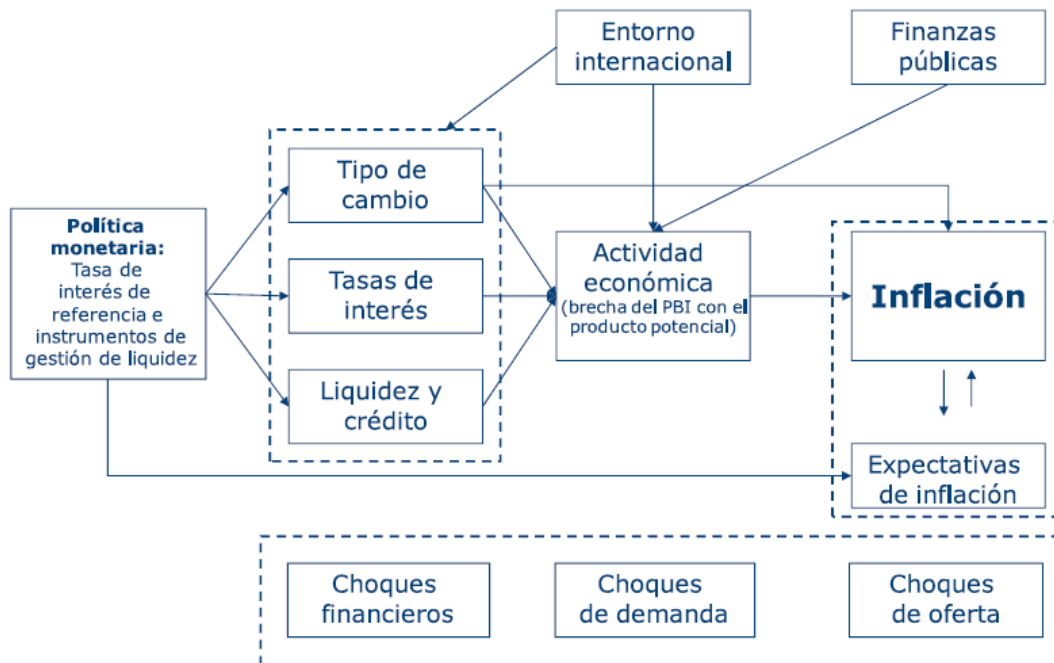 Entorno
internacional
Finanzas
públicas
Tipo de
cambio
Política
monetaria:
Tasa de
interés de
referencia e
instrumentos de
gestión de liquidez
Tasas de
interés
Liquidez y
crédito
Actividad
económica
(brecha del PBI con el
producto potencial)
Inflación
Expectativas
de inflación
Choques
financieros
Choques
de demanda
Choques
de oferta